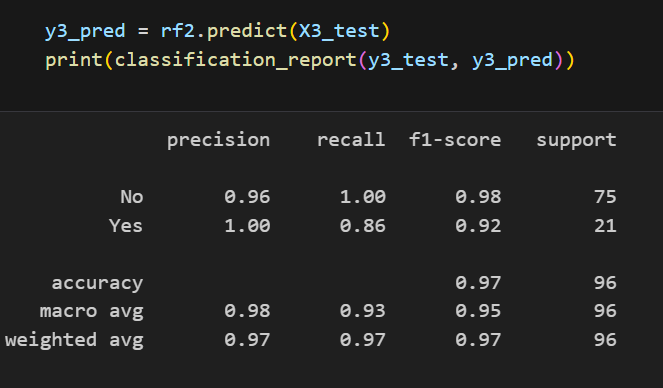 y3_pred = rf2.predict(X3_test)
print(classification_report(y3_test, y3_pred))
precision recall f1-score support
No 0.96 1.00 0.98 75
Yes 1.00 0.86 0.92 21
accuracy 0.97 96
macro avg 0.98 0.93 0.95 96
weighted avg 0.97 0.97 0.97 96